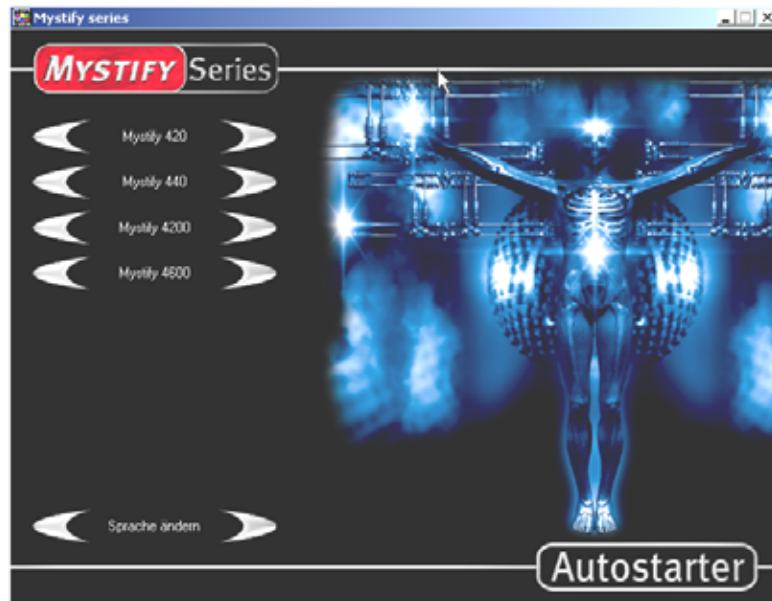 Mystify series
MYSTIFY Series
Mystify 420
Mystify 440
Mystify 4200
Mystify 4600
Sprache ändern
Autostarter